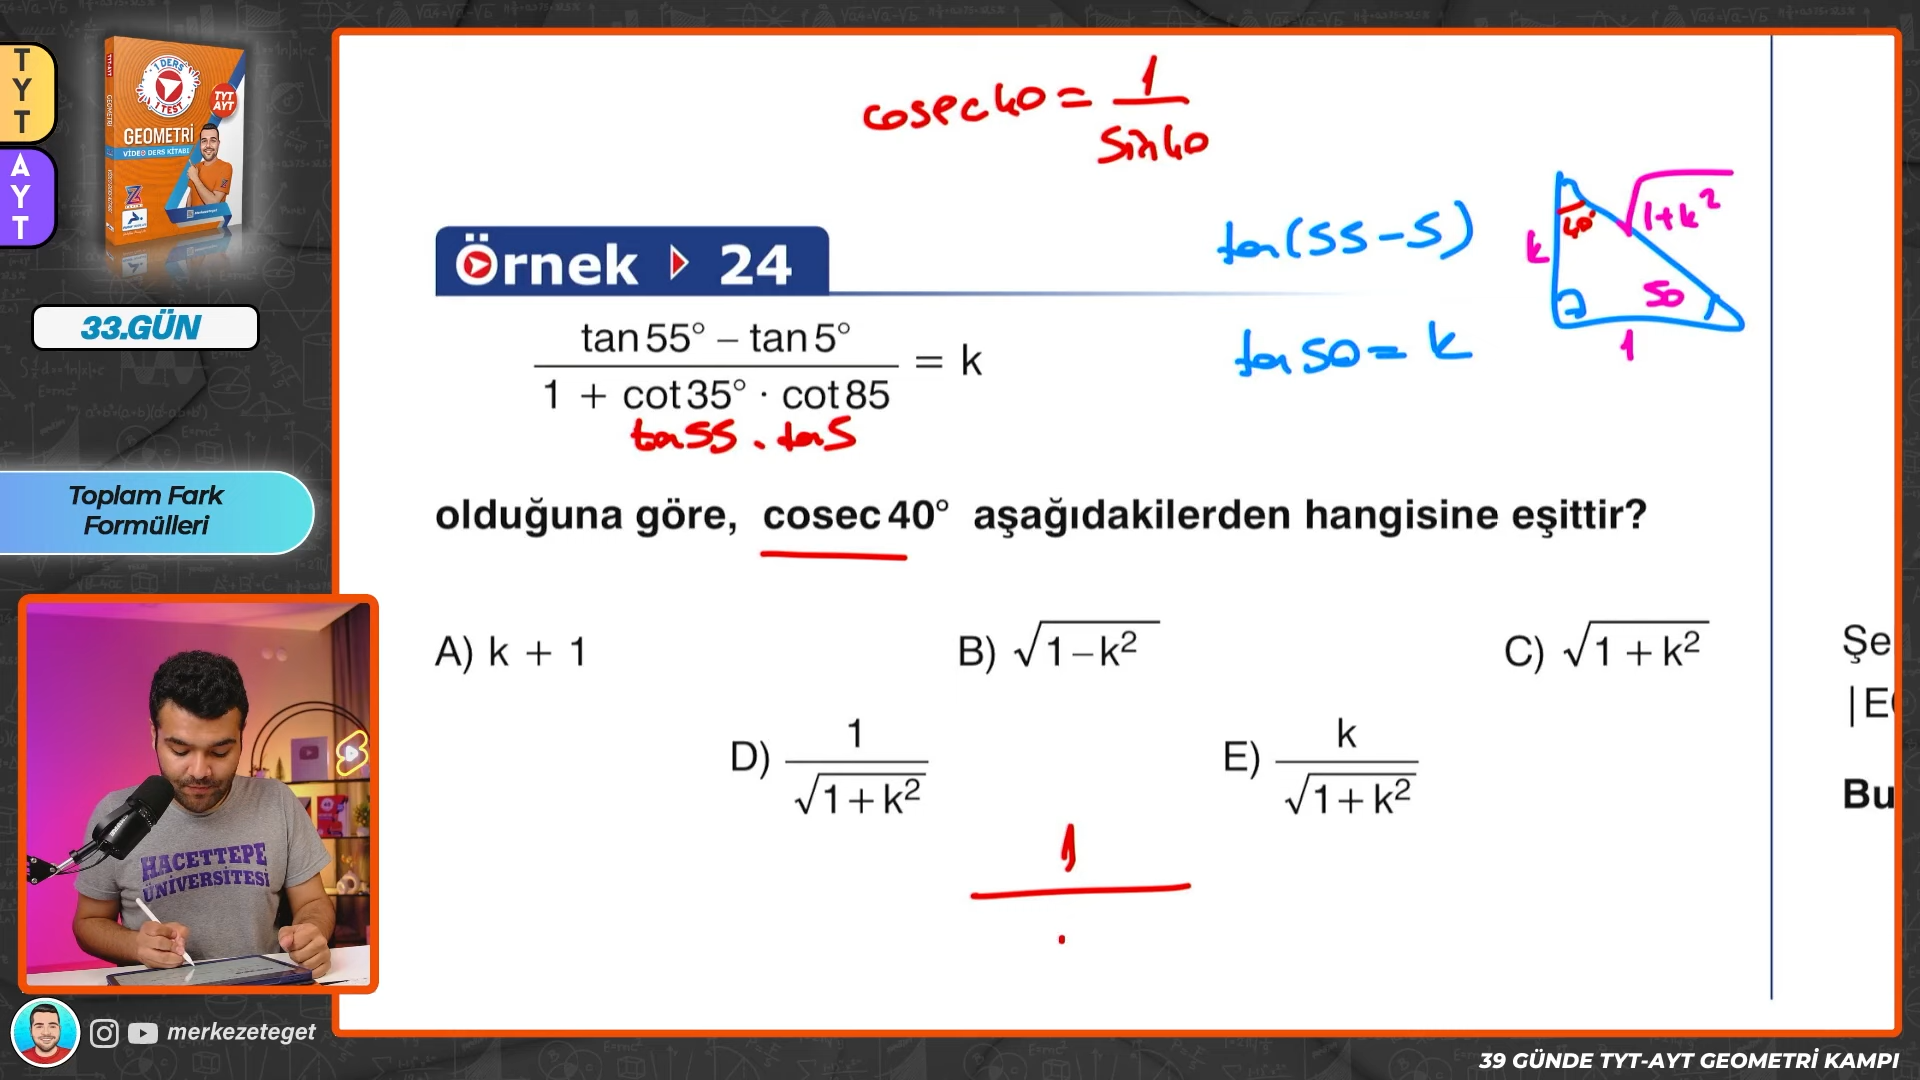 TYT
AYT
1 DERS
1 TEST
TYT
AYT
GEOMETRİ
VİDEO DERS KİTABI
33.GÜN
Toplam Fark
Formülleri
cosec40 = 1 / sin40
Örnek 24
tan(55-5)
k
40°
√1+k²
50
1
tan 55° – tan 5° / 1 + cot 35° · cot 85 = k
tan55 . tan5
tan50 = k
olduğuna göre, cosec 40° aşağıdakilerden hangisine eşittir?
A) k + 1
B) √1–k²
C) √1 + k²
D) 1 / √1+k²
E) k / √1+k²
1
Şe
|E
Bu
HACETTEPE
ÜNİVERSİTESİ
merkezeteget
39 GÜNDE TYT-AYT GEOMETRİ KAMPI